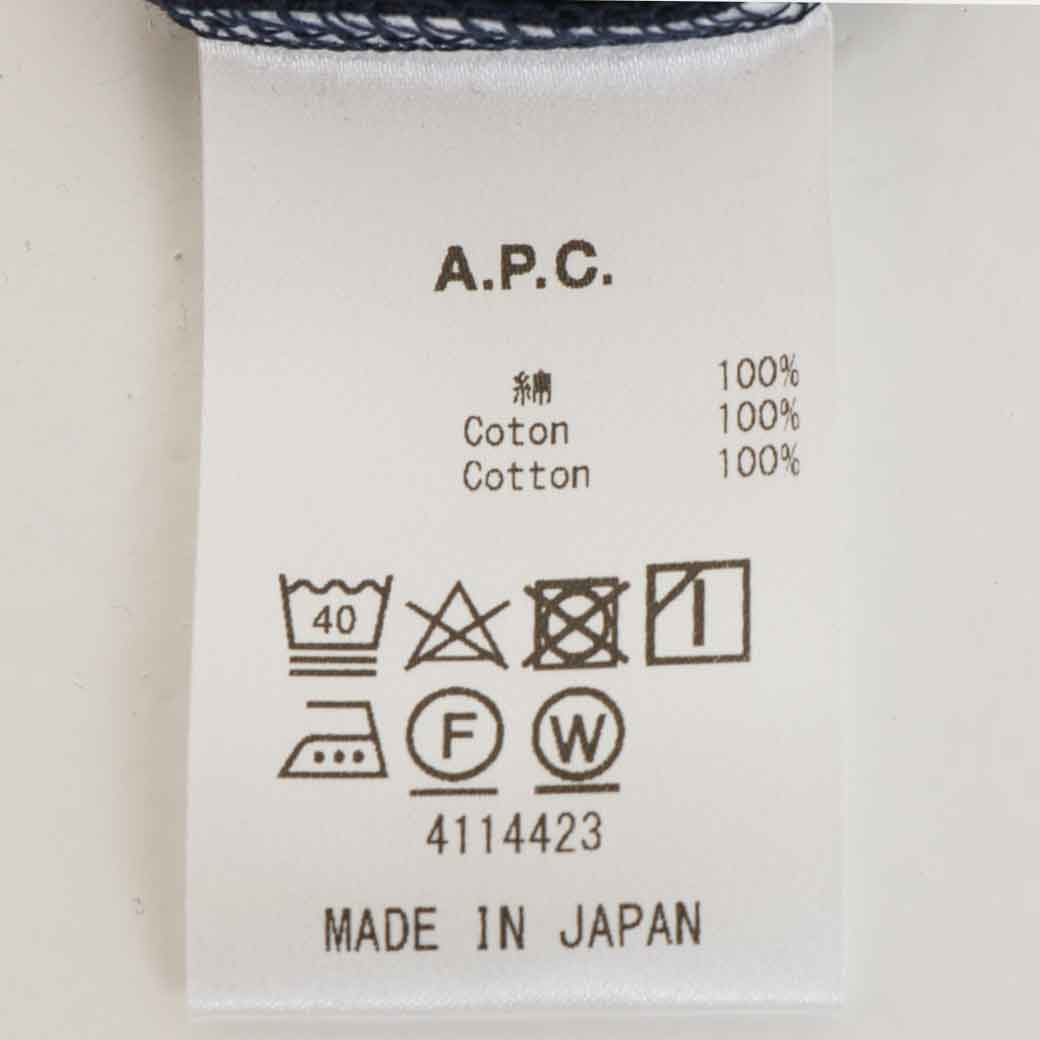 A.P.C.
綿 100%
Coton 100%
Cotton 100%
40
F W
4114423
MADE IN JAPAN